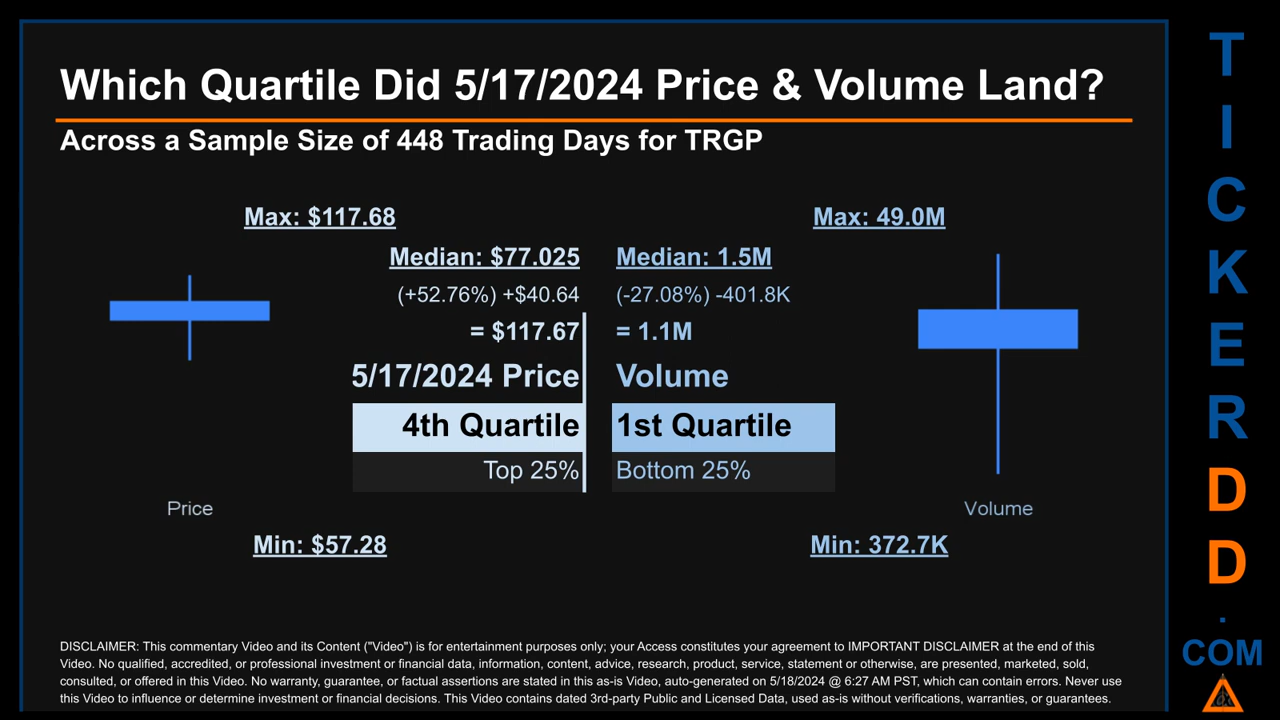 Which Quartile Did 5/17/2024 Price & Volume Land?
Across a Sample Size of 448 Trading Days for TRGP
Max: $117.68
Max: 49.0M
Median: $77.025
Median: 1.5M
(+52.76%) +$40.64
(-27.08%) -401.8K
= $117.67
= 1.1M
5/17/2024 Price
Volume
4th Quartile
1st Quartile
Top 25%
Bottom 25%
Price
Volume
Min: $57.28
Min: 372.7K
DISCLAIMER: This commentary Video and its Content ("Video") is for entertainment purposes only; your Access constitutes your agreement to IMPORTANT DISCLAIMER at the end of this
Video. No qualified, accredited, or professional investment or financial data, information, content, advice, research, product, service, statement or otherwise, are presented, marketed, sold,
consulted, or offered in this Video. No warranty, guarantee, or factual assertions are stated in this as-is Video, auto-generated on 5/18/2024 @ 6:27 AM PST, which can contain errors. Never use
this Video to influence or determine investment or financial decisions. This Video contains dated 3rd-party Public and Licensed Data, used as-is without verifications, warranties, or guarantees.
T
I
C
K
E
R
D
D
.
COM